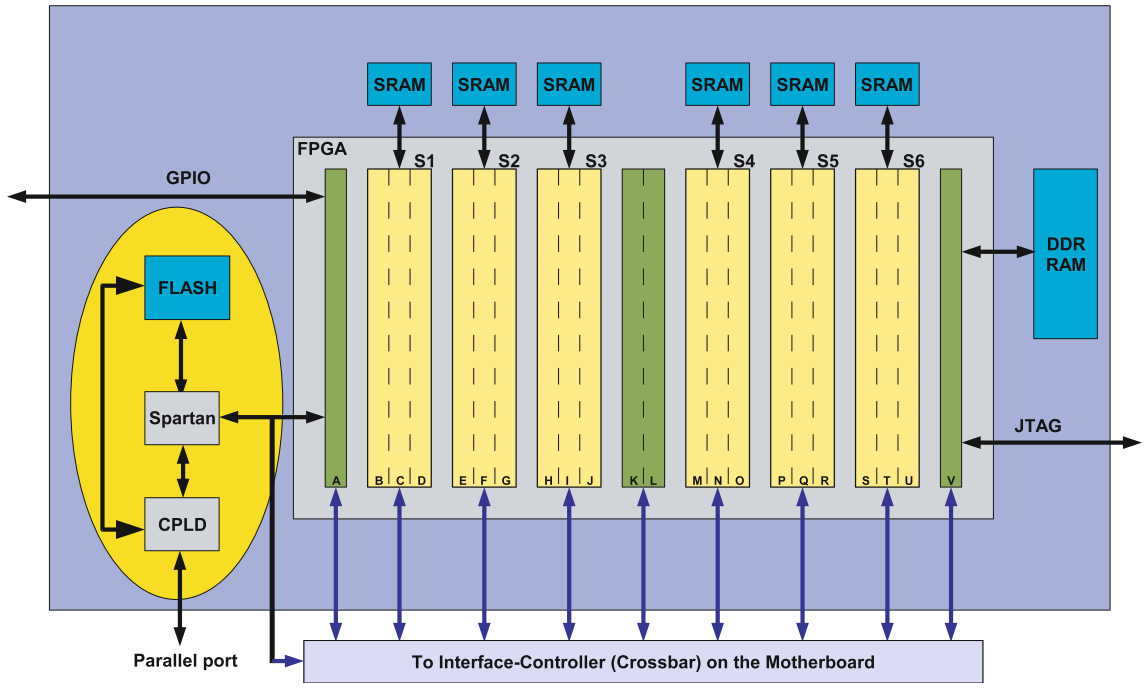 SRAM SRAM SRAM SRAM SRAM SRAM
FPGA
S1 S2 S3 S4 S5 S6
GPIO
DDR
RAM
FLASH
Spartan
JTAG
A B C D E F G H I J K L M N O P Q R S T U V
CPLD
Parallel port
To Interface-Controller (Crossbar) on the Motherboard